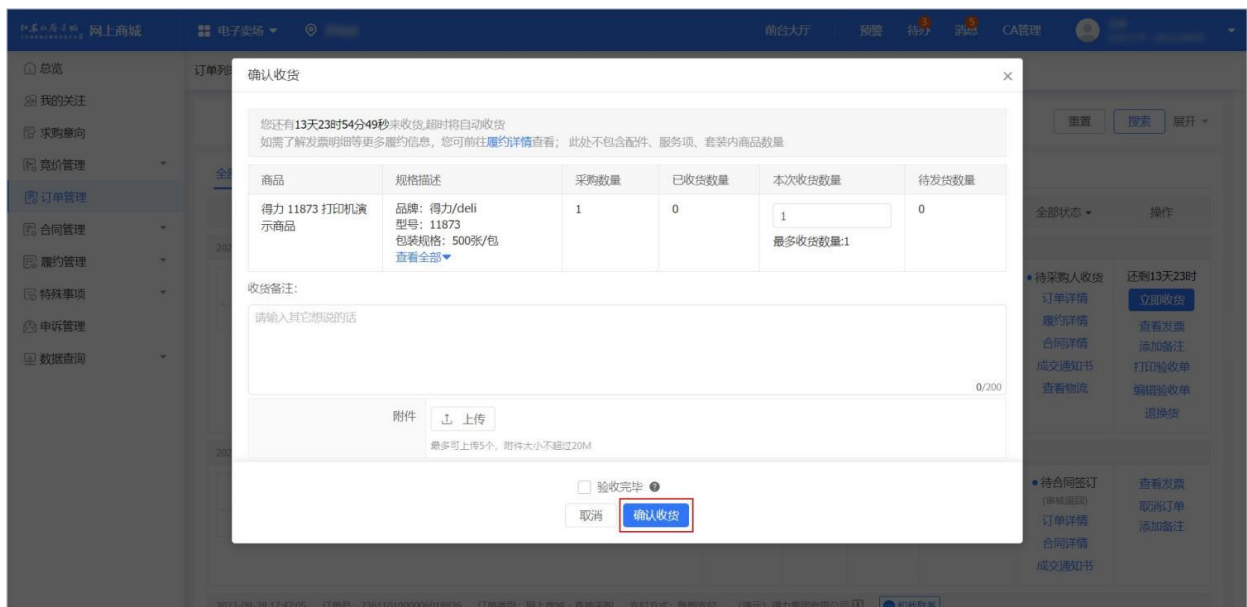 网上商城
电子卖场
前台大厅
预警
待办
3
消息
5
CA管理
总览
我的关注
求购意向
竞价管理
订单管理
合同管理
履约管理
特殊事项
申诉管理
数据查询
订单列
重置
搜索
展开
确认收货
您还有13天23时54分49秒来收货,超时将自动收货
如需了解发票明细等更多履约信息，您可前往履约详情查看； 此处不包含配件、服务项、套装内商品数量
商品 规格描述 采购数量 已收货数量 本次收货数量 待发货数量
得力 11873 打印机演示商品
品牌：得力/deli
型号：11873
包装规格：500张/包
查看全部
1
0
1
最多收货数量:1
0
收货备注：
请输入其它想说的话
0/200
附件
上传
最多可上传5个，附件大小不超过20M
验收完毕
取消
确认收货
全部状态
操作
待采购人收货
订单详情
履约详情
合同详情
成交通知书
查看物流
还剩13天23时
立即收货
查看发票
添加备注
打印验收单
编辑验收单
退换货
待合同签订
(审核退回)
订单详情
合同详情
成交通知书
查看发票
取消订单
添加备注